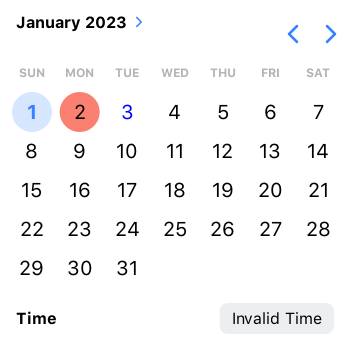 January 2023
SUN MON TUE WED THU FRI SAT
1 2 3 4 5 6 7
8 9 10 11 12 13 14
15 16 17 18 19 20 21
22 23 24 25 26 27 28
29 30 31
Time Invalid Time